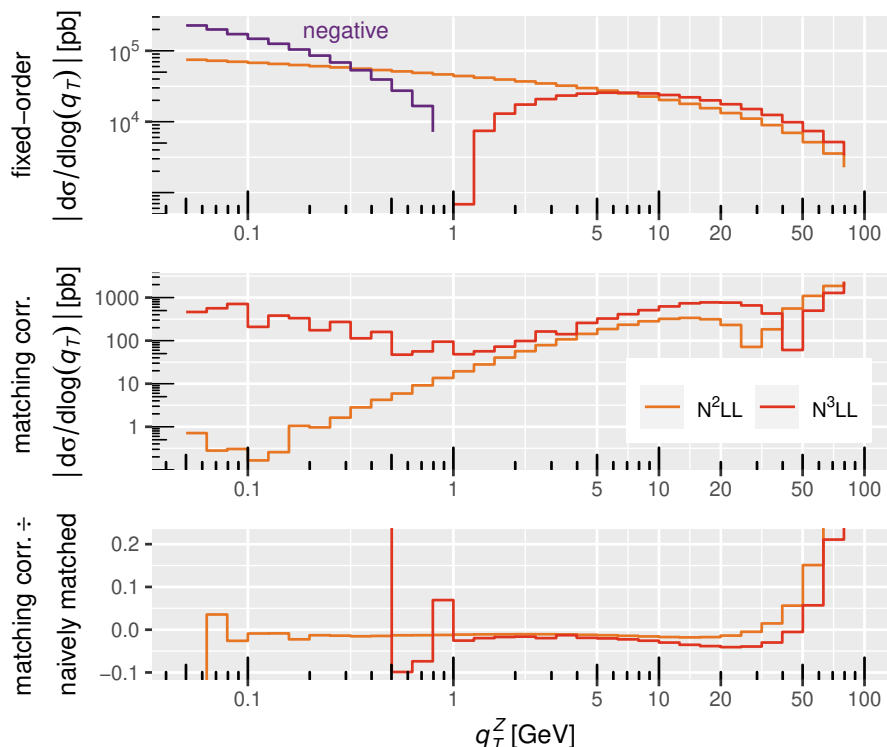 fixed−order
|dσ/dlog(q_T)| [pb]
negative
10^5
10^4
0.1 1 5 10 20 50 100
matching corr.
|dσ/dlog(q_T)| [pb]
1000
100
10
1
N²LL N³LL
0.1 1 5 10 20 50 100
matching corr. ÷
naively matched
0.2
0.1
0.0
−0.1
0.1 1 5 10 20 50 100
q_T^Z [GeV]